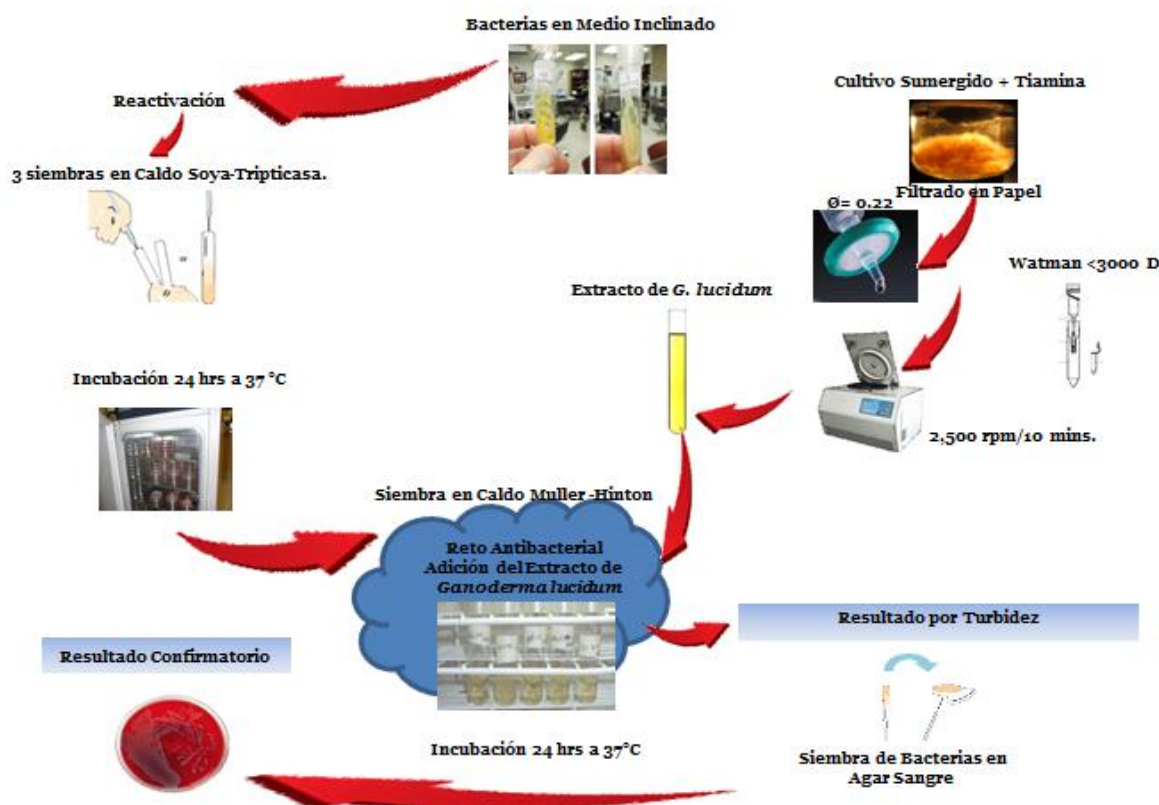 Bacterias en Medio Inclinado
Reactivación
3 siembras en Caldo Soya-Tripticasa.
Incubación 24 hrs a 37 °C
Cultivo Sumergido + Tiamina
Filtrado en Papel
Ø= 0.22
Watman <3000 D
2,500 rpm/10 mins.
Extracto de G. lucidum
Siembra en Caldo Muller-Hinton
Reto Antibacterial
Adición del Extracto de
Ganoderma lucidum
Resultado por Turbidez
Siembra de Bacterias en
Agar Sangre
Incubación 24 hrs a 37°C
Resultado Confirmatorio